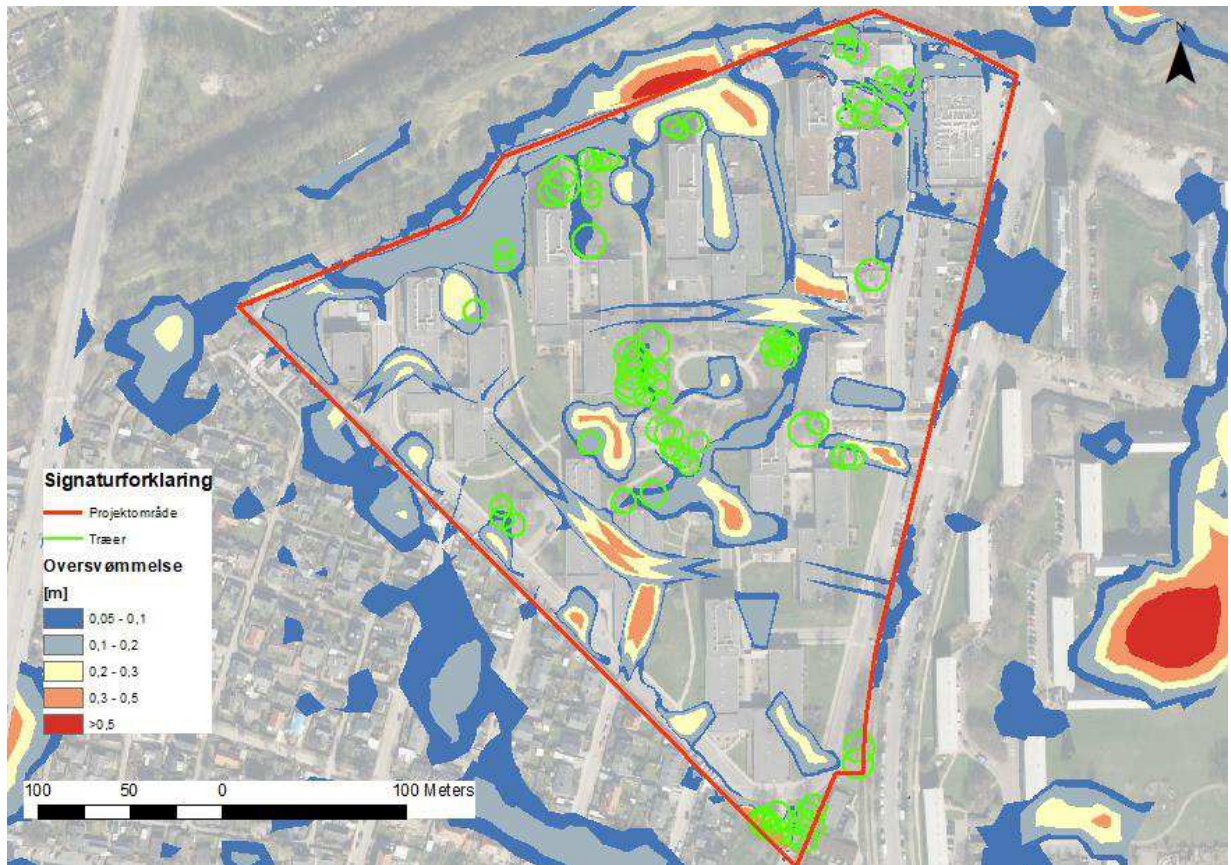 N
Signaturforklaring
Projektområde
Træer
Oversvømmelse
[m]
0,05 - 0,1
0,1 - 0,2
0,2 - 0,3
0,3 - 0,5
>0,5
100 50 0 100 Meters